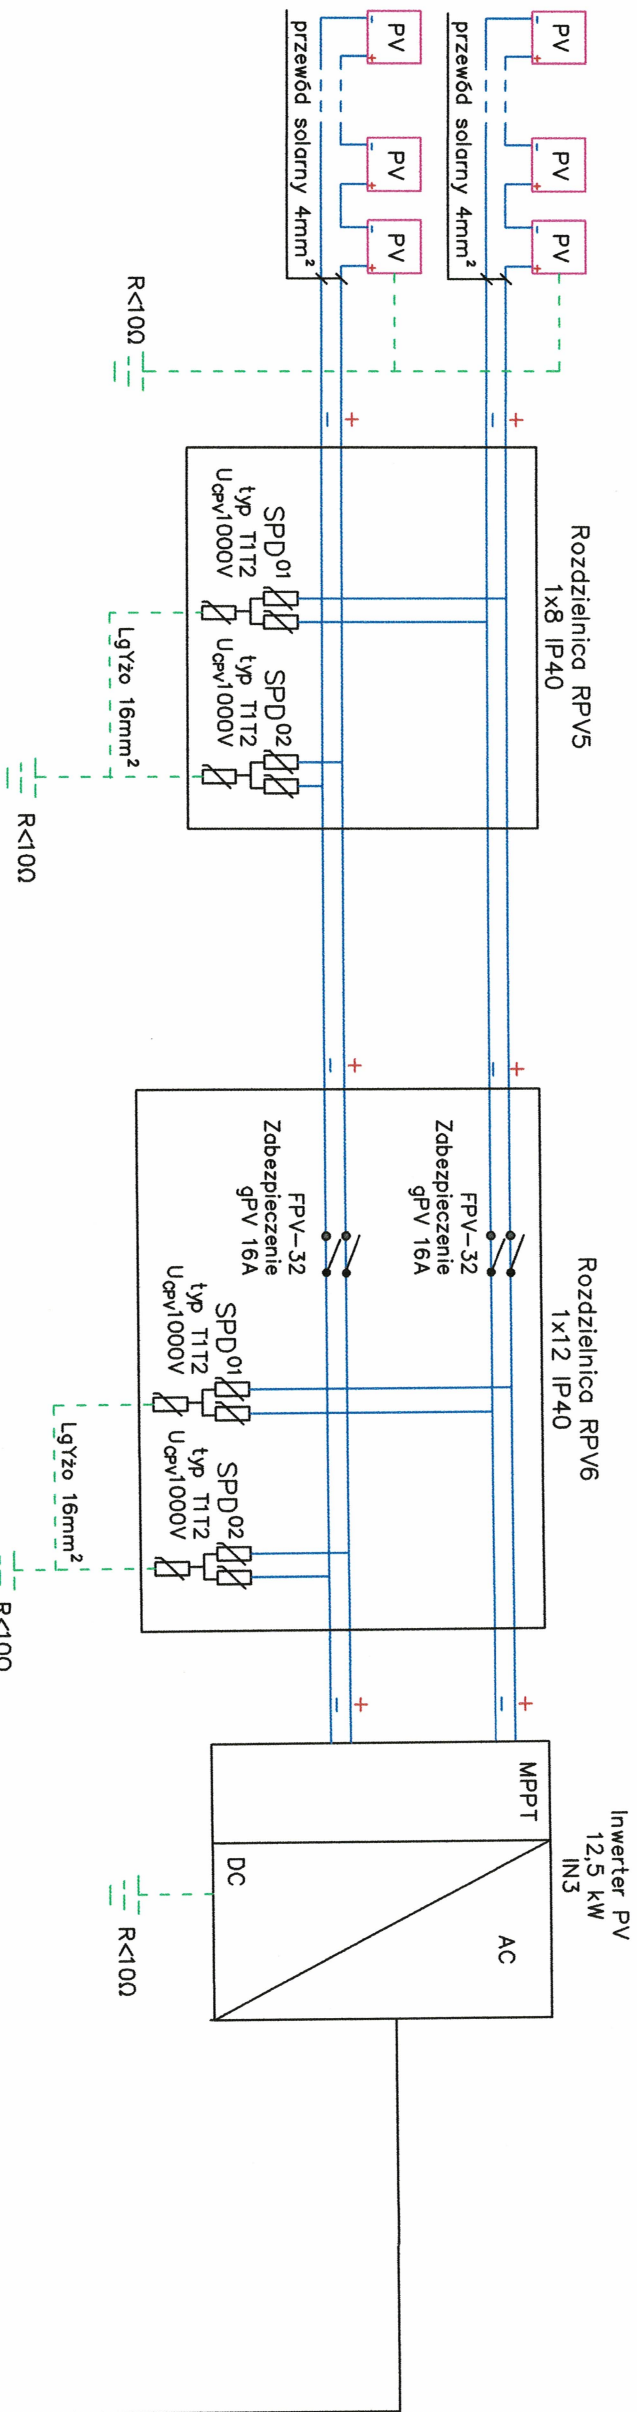 PV
PV
PV
przewód solarny 4mm²
PV
PV
PV
przewód solarny 4mm²
R<10Ω
+
-
+
-
Rozdzielnica RPV5
1x8 IP40
SPD01
typ T1T2
UCPV1000V
SPD02
typ T1T2
UCPV1000V
LgYżo 16mm²
R<10Ω
+
-
+
-
Rozdzielnica RPV6
1x12 IP40
FPV-32
Zabezpieczenie
gPV 16A
FPV-32
Zabezpieczenie
gPV 16A
SPD01
typ T1T2
UCPV1000V
SPD02
typ T1T2
UCPV1000V
LgYżo 16mm²
R<10Ω
+
-
+
-
Inwerter PV
12,5 kW
IN3
MPPT
AC
DC
R<10Ω